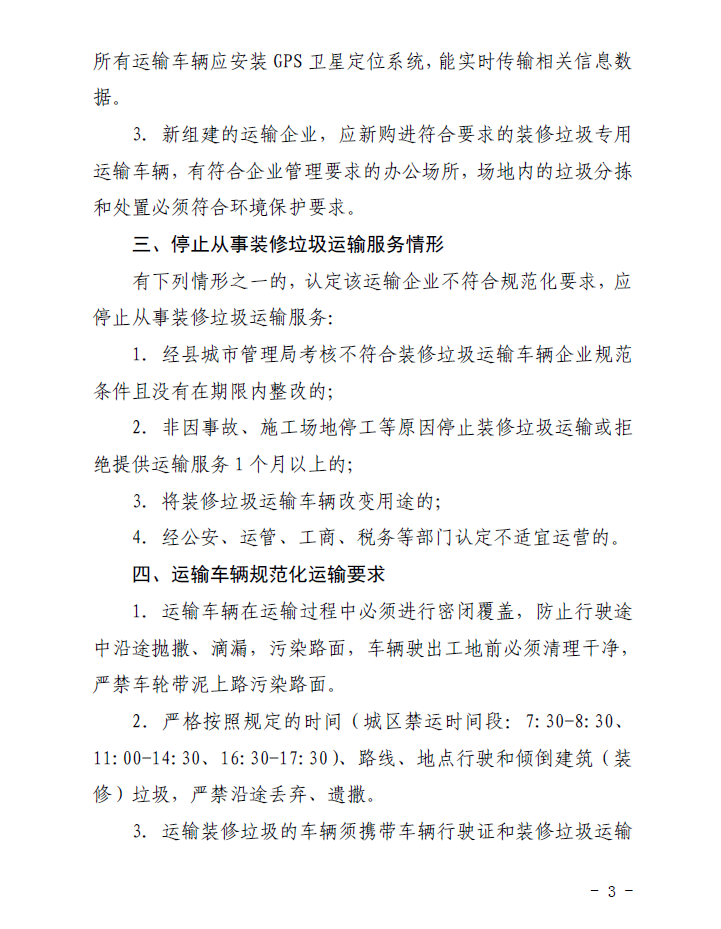 所有运输车辆应安装 GPS 卫星定位系统，能实时传输相关信息数
据。
3．新组建的运输企业，应新购进符合要求的装修垃圾专用
运输车辆，有符合企业管理要求的办公场所，场地内的垃圾分拣
和处置必须符合环境保护要求。
三、停止从事装修垃圾运输服务情形
有下列情形之一的，认定该运输企业不符合规范化要求，应
停止从事装修垃圾运输服务：
1．经县城市管理局考核不符合装修垃圾运输车辆企业规范
条件且没有在期限内整改的；
2．非因事故、施工场地停工等原因停止装修垃圾运输或拒
绝提供运输服务 1 个月以上的；
3．将装修垃圾运输车辆改变用途的；
4．经公安、运管、工商、税务等部门认定不适宜运营的。
四、运输车辆规范化运输要求
1．运输车辆在运输过程中必须进行密闭覆盖，防止行驶途
中沿途抛撒、滴漏，污染路面，车辆驶出工地前必须清理干净，
严禁车轮带泥上路污染路面。
2．严格按照规定的时间（城区禁运时间段：7:30-8:30、
11:00-14:30、16:30-17:30）、路线、地点行驶和倾倒建筑（装
修）垃圾，严禁沿途丢弃、遗撒。
3．运输装修垃圾的车辆须携带车辆行驶证和装修垃圾运输
- 3 -